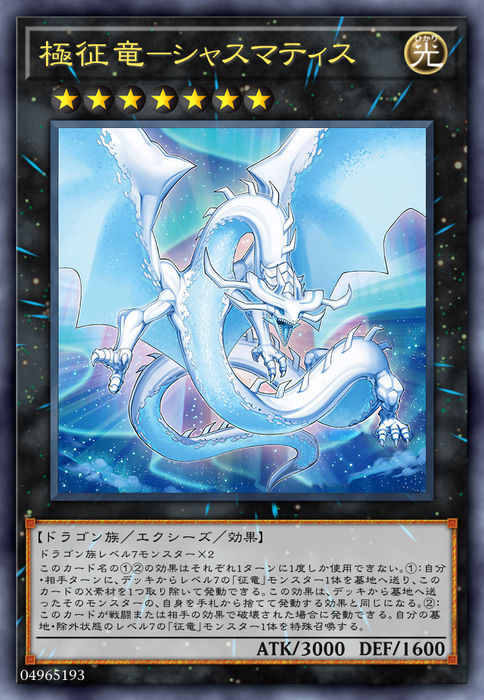 極征竜－シャスマティス
光
ひかり
【ドラゴン族／エクシーズ／効果】
ドラゴン族レベル7モンスター×2
このカード名の①②の効果はそれぞれ1ターンに1度しか使用できない。①：自分
・相手ターンに、デッキからレベル7の「征竜」モンスター1体を墓地へ送り、この
カードのX素材を1つ取り除いて発動できる。この効果は、デッキから墓地へ送
ったそのモンスターの、自身を手札から捨てて発動する効果と同じになる。②：
このカードが戦闘または相手の効果で破壊された場合に発動できる。自分の墓
地・除外状態のレベル7の「征竜」モンスター1体を特殊召喚する。
ATK/3000 DEF/1600
04965193